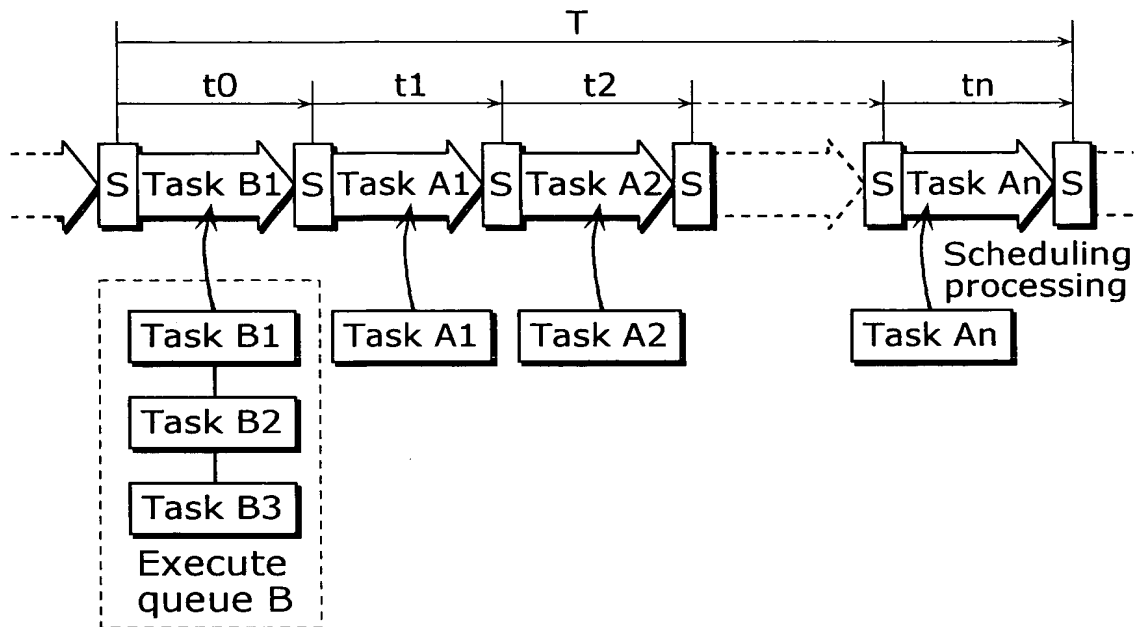 T
t0 t1 t2 tn
S Task B1 S Task A1 S Task A2 S S Task An S
Scheduling
processing
Task B1 Task A1 Task A2 Task An
Task B2
Task B3
Execute
queue B